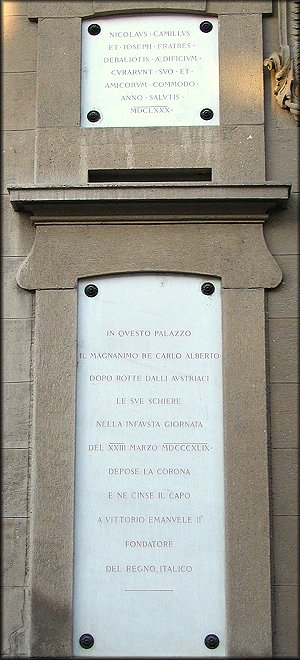 NICOLAVS · CAMILLVS
ET · IOSEPH · FRATRES ·
DEBALIOTIS · AEDIFICIVM ·
CVRARVNT · SVO · ET ·
AMICORVM · COMMODO ·
ANNO · SALVTIS ·
MDCLXXX ·
IN QVESTO PALAZZO
IL MAGNANIMO RE CARLO ALBERTO
DOPO ROTTE DALLI AVSTRIACI
LE SVE SCHIERE
NELLA INFAVSTA GIORNATA
DEL XXIII MARZO MDCCCXLIX
DEPOSE LA CORONA
E NE CINSE IL CAPO
A VITTORIO EMANVELE II°
FONDATORE
DEL REGNO ITALICO